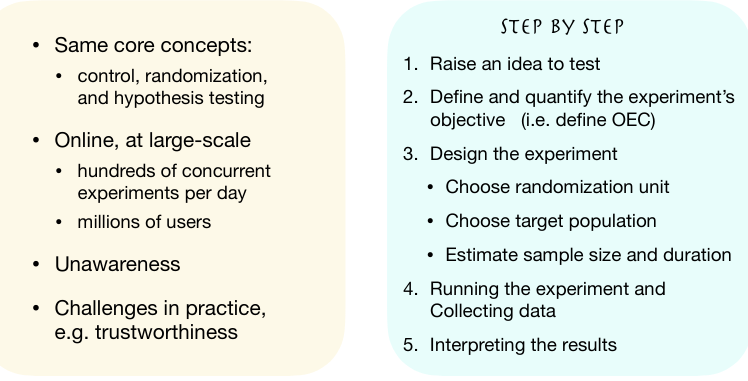 • Same core concepts:
• control, randomization,
and hypothesis testing
• Online, at large-scale
• hundreds of concurrent
experiments per day
• millions of users
• Unawareness
• Challenges in practice,
e.g. trustworthiness
STEP BY STEP
1. Raise an idea to test
2. Define and quantify the experiment's
objective (i.e. define OEC)
3. Design the experiment
• Choose randomization unit
• Choose target population
• Estimate sample size and duration
4. Running the experiment and
Collecting data
5. Interpreting the results